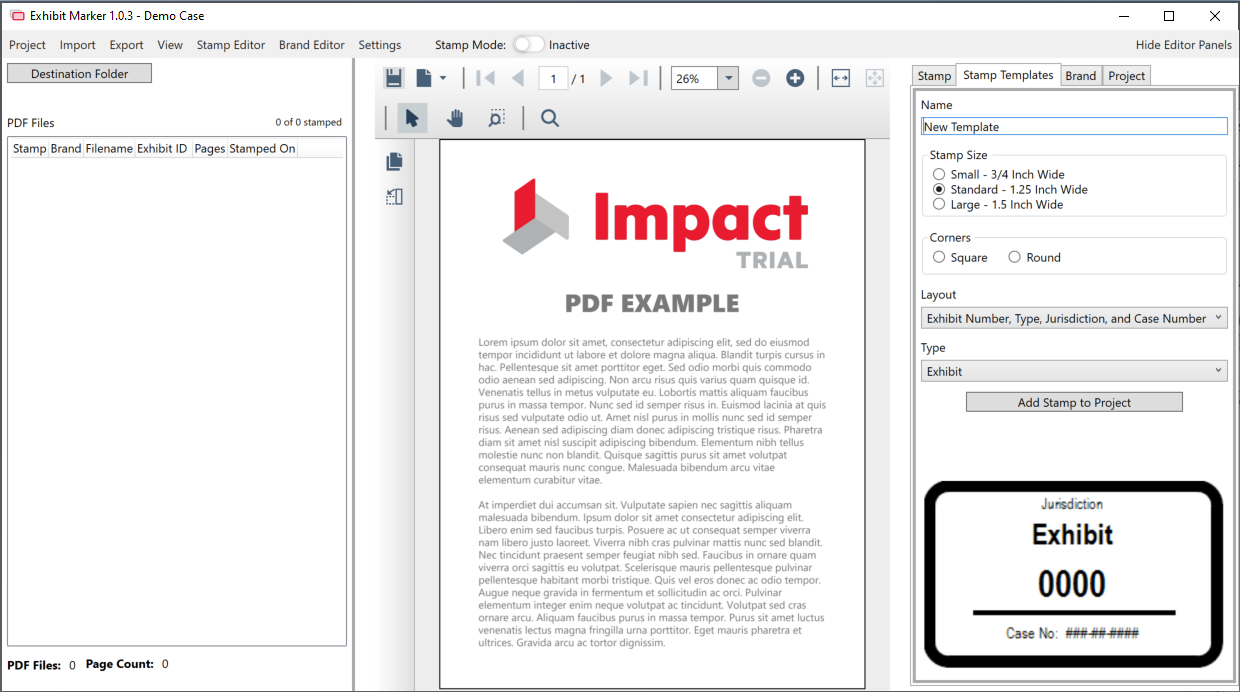 Exhibit Marker 1.0.3 - Demo Case
Project Import Export View Stamp Editor Brand Editor Settings Stamp Mode: Inactive Hide Editor Panels
Destination Folder
PDF Files 0 of 0 stamped
Stamp Brand Filename Exhibit ID Pages Stamped On
PDF Files: 0 Page Count: 0
1 / 1 26%
Impact
TRIAL
PDF EXAMPLE
Lorem ipsum dolor sit amet, consectetur adipiscing elit, sed do eiusmod
tempor incididunt ut labore et dolore magna aliqua. Blandit turpis cursus in
hac. Pellentesque sit amet porttitor eget. Sed odio morbi quis commodo
odio aenean sed adipiscing. Non arcu risus quis varius quam quisque id.
Venenatis tellus in metus vulputate eu. Lobortis mattis aliquam faucibus
purus in massa tempor. Nunc sed id semper risus in. Euismod lacinia at quis
risus sed vulputate odio ut. Amet nisl purus in mollis nunc sed id semper
risus. Aenean sed adipiscing diam donec adipiscing tristique risus. Pharetra
diam sit amet nisl suscipit adipiscing bibendum. Elementum nibh tellus
molestie nunc non blandit. Quisque sagittis purus sit amet volutpat
consequat mauris nunc congue. Malesuada bibendum arcu vitae
elementum curabitur vitae.
At imperdiet dui accumsan sit. Vulputate sapien nec sagittis aliquam
malesuada bibendum. Ipsum dolor sit amet consectetur adipiscing elit.
Libero enim sed faucibus turpis. Posuere ac ut consequat semper viverra
nam libero justo laoreet. Viverra nibh cras pulvinar mattis nunc sed blandit.
Nec tincidunt praesent semper feugiat nibh sed. Faucibus in ornare quam
viverra orci sagittis eu volutpat. Scelerisque mauris pellentesque pulvinar
pellentesque habitant morbi tristique. Quis vel eros donec ac odio tempor.
Augue neque gravida in fermentum et sollicitudin ac orci. Pulvinar
elementum integer enim neque volutpat ac tincidunt. Volutpat sed cras
ornare arcu. Aliquam faucibus purus in massa tempor. Purus sit amet luctus
venenatis lectus magna fringilla urna porttitor. Eget mauris pharetra et
ultrices. Gravida arcu ac tortor dignissim.
Stamp Stamp Templates Brand Project
Name
New Template
Stamp Size
Small - 3/4 Inch Wide
Standard - 1.25 Inch Wide
Large - 1.5 Inch Wide
Corners
Square Round
Layout
Exhibit Number, Type, Jurisdiction, and Case Number
Type
Exhibit
Add Stamp to Project
Jurisdiction
Exhibit
0000
Case No: ###-##-####